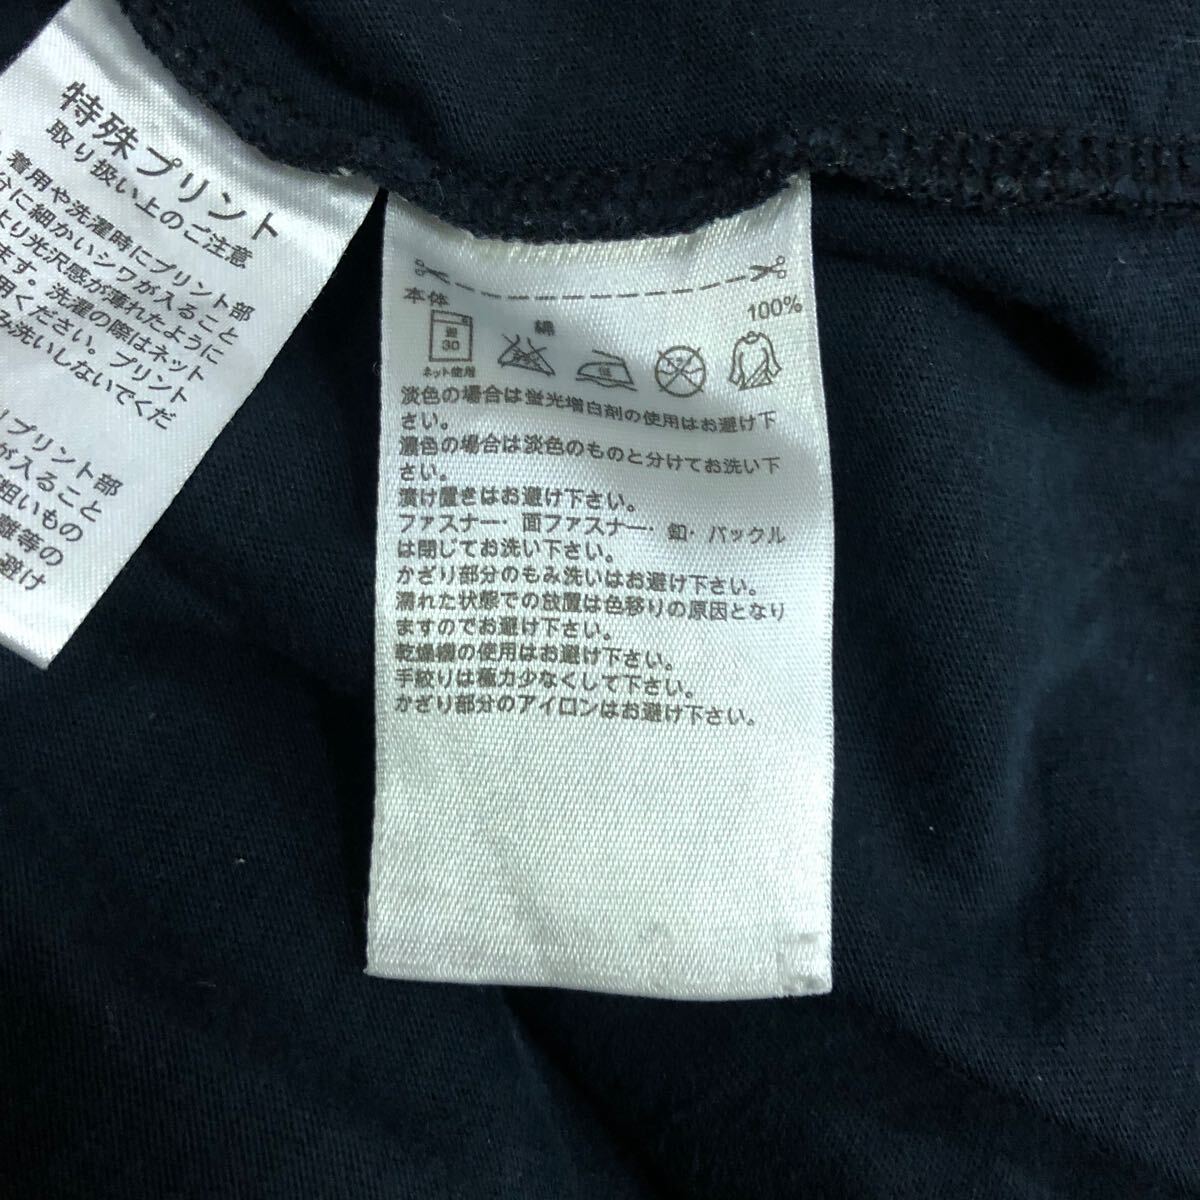 特殊プリント
取り扱い上のご注意
着用や洗濯時にプリント部
分に細かいシワが入ること
より光沢感が薄れたように
ます。洗濯の際はネット
用ください。プリント
み洗いしないでくだ
プリント部
が入ること
粗いもの
等の
避け
本体
綿
100%
30
ネット使用
低
淡色の場合は蛍光増白剤の使用はお避け下
さい。
濃色の場合は淡色のものと分けてお洗い下
さい。
漬け置きはお避け下さい。
ファスナー・面ファスナー・釦・バックル
は閉じてお洗い下さい。
かざり部分のもみ洗いはお避け下さい。
濡れた状態での放置は色移りの原因となり
ますのでお避け下さい。
乾燥機の使用はお避け下さい。
手絞りは極力少なくして下さい。
かざり部分のアイロンはお避け下さい。